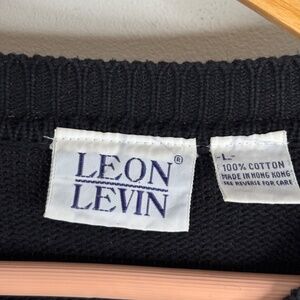 LEON®
LEVIN
-L-
100% COTTON
MADE IN HONG KONG
SEE REVERSE FOR CARE